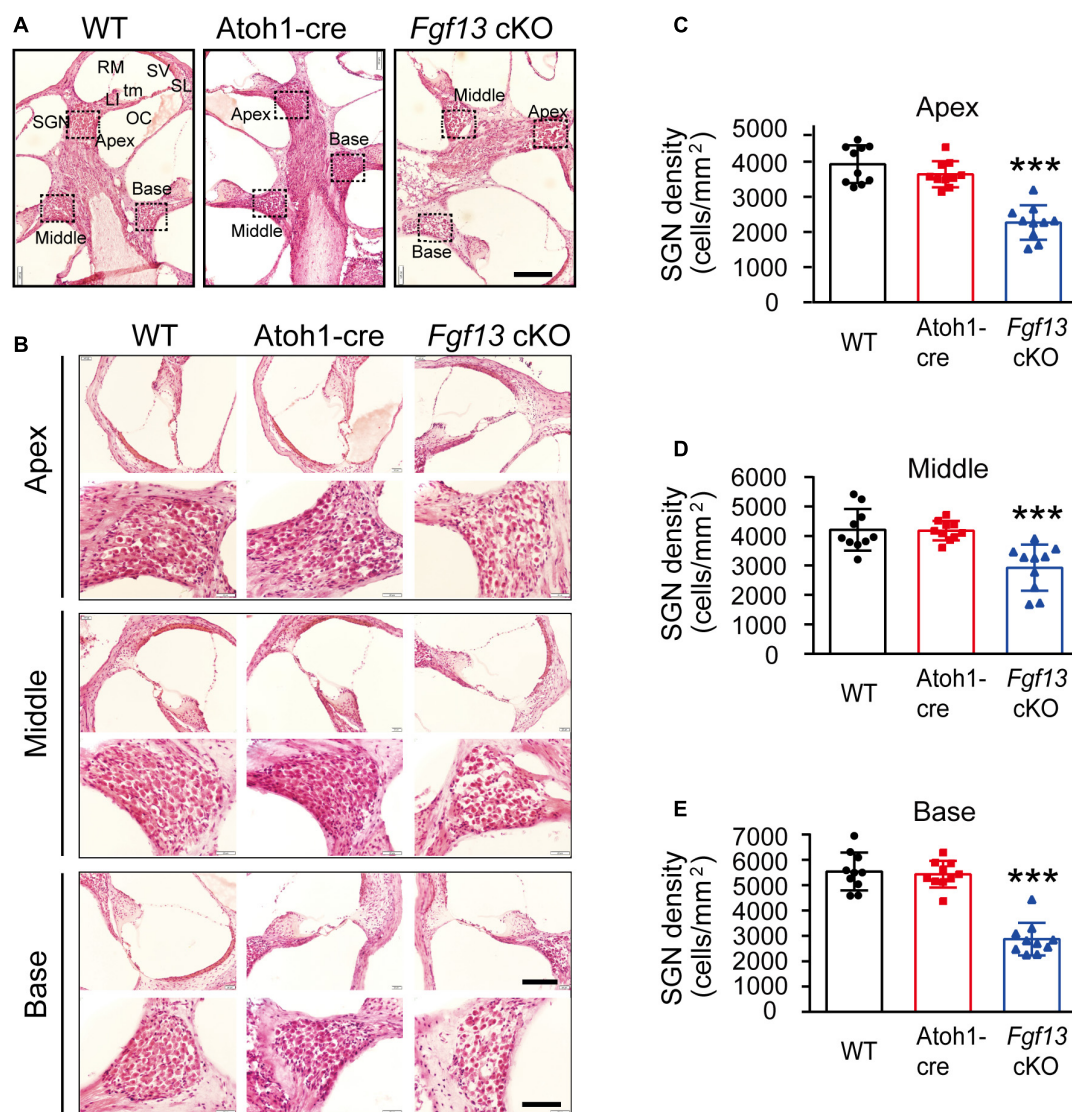 A
WT
Atoh1-cre
Fgf13 cKO
RM
SV
tm
SL
LI
SGN
OC
Apex
Middle
Base
Apex
Base
Middle
Middle
Apex
Base
B
WT
Atoh1-cre
Fgf13 cKO
Apex
Middle
Base
C
Apex
SGN density
(cells/mm²)
5000
4000
3000
2000
1000
0
***
WT
Atoh1-
cre
Fgf13
cKO
D
Middle
SGN density
(cells/mm²)
6000
5000
4000
3000
2000
1000
0
***
WT
Atoh1-
cre
Fgf13
cKO
E
Base
SGN density
(cells/mm²)
7000
6000
5000
4000
3000
2000
1000
0
***
WT
Atoh1-
cre
Fgf13
cKO